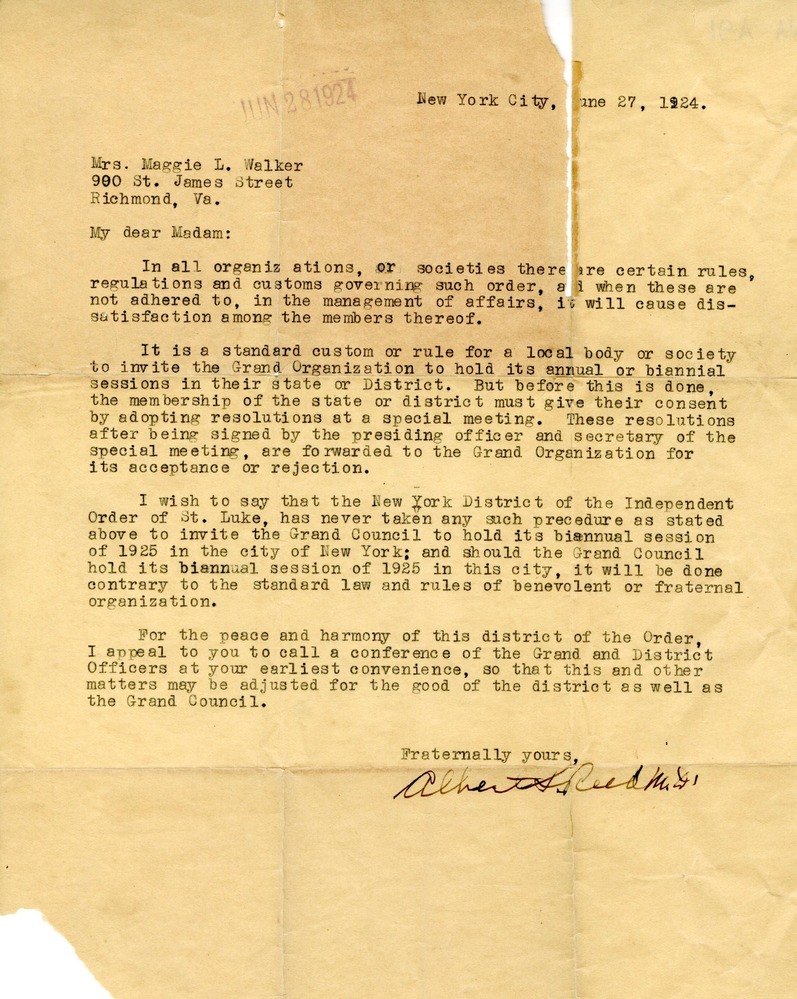 JUN 28 1924
New York City, une 27, 1924.
Mrs. Maggie L. Walker
900 St. James Street
Richmond, Va.
My dear Madam:
In all organiz ations, or societies there are certain rules,
regulations and customs governing such order, a d when these are
not adhered to, in the management of affairs, it will cause dis-
satisfaction among the members thereof.
It is a standard custom or rule for a local body or society
to invite the Grand Organization to hold its annual or biannial
sessions in their state or District. But before this is done,
the membership of the state or district must give their consent
by adopting resolutions at a special meeting. These resolutions
after being signed by the presiding officer and secretary of the
special meeting, are forwarded to the Grand Organization for
its acceptance or rejection.
I wish to say that the New York District of the Independent
Order of St. Luke, has never taken any such precedure as stated
above to invite the Grand Council to hold its biannual session
of 1925 in the city of New York; and should the Grand Council
hold its biannual session of 1925 in this city, it will be done
contrary to the standard law and rules of benevolent or fraternal
organization.
For the peace and harmony of this district of the Order,
I appeal to you to call a conference of the Grand and District
Officers at your earliest convenience, so that this and other
matters may be adjusted for the good of the district as well as
the Grand Council.
Fraternally yours,
Albert S. Reed M.D.